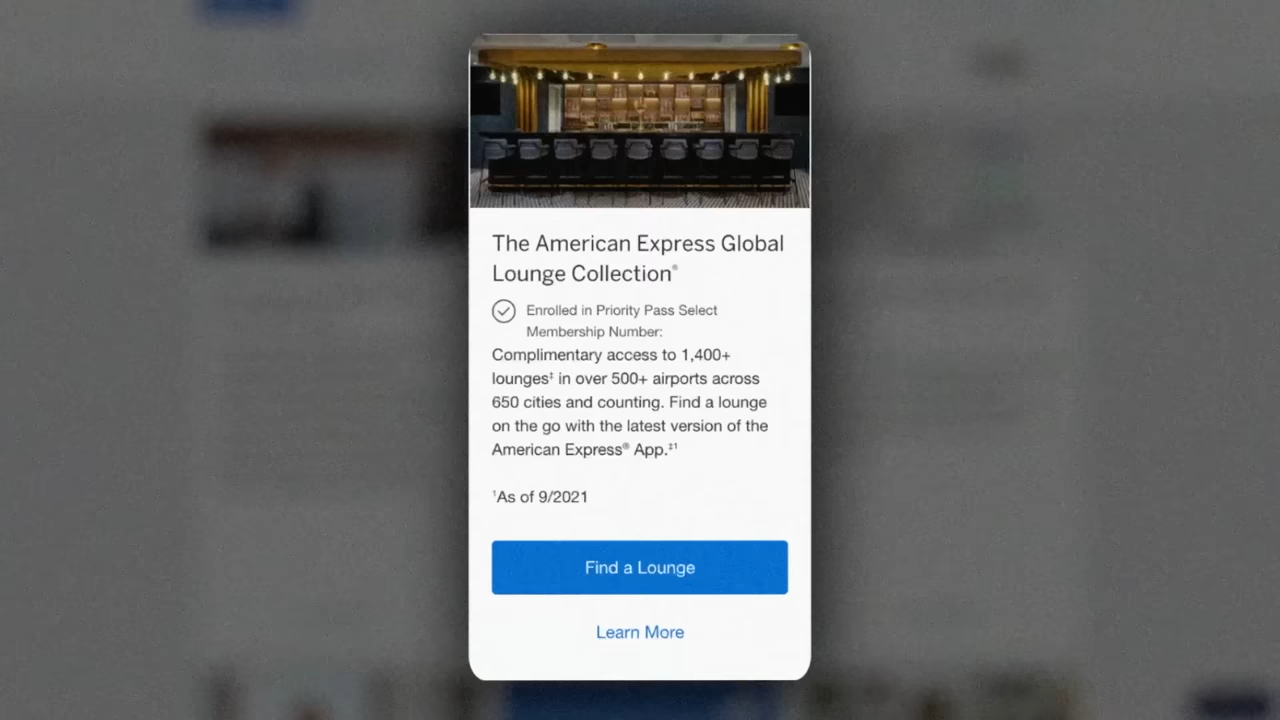 The American Express Global
Lounge Collection®
Enrolled in Priority Pass Select
Membership Number:
Complimentary access to 1,400+
lounges‡ in over 500+ airports across
650 cities and counting. Find a lounge
on the go with the latest version of the
American Express® App.‡¹
¹As of 9/2021
Find a Lounge
Learn More